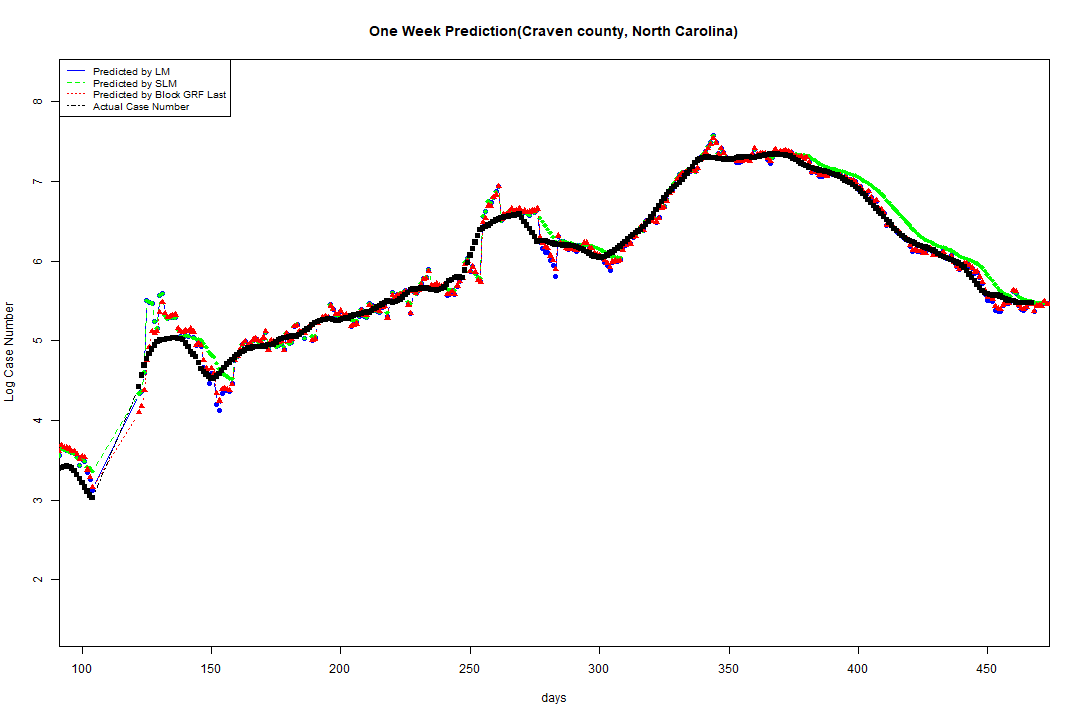 One Week Prediction(Craven county, North Carolina)
Predicted by LM
Predicted by SLM
Predicted by Block GRF Last
Actual Case Number
8
7
6
5
4
3
2
Log Case Number
100 150 200 250 300 350 400 450
days